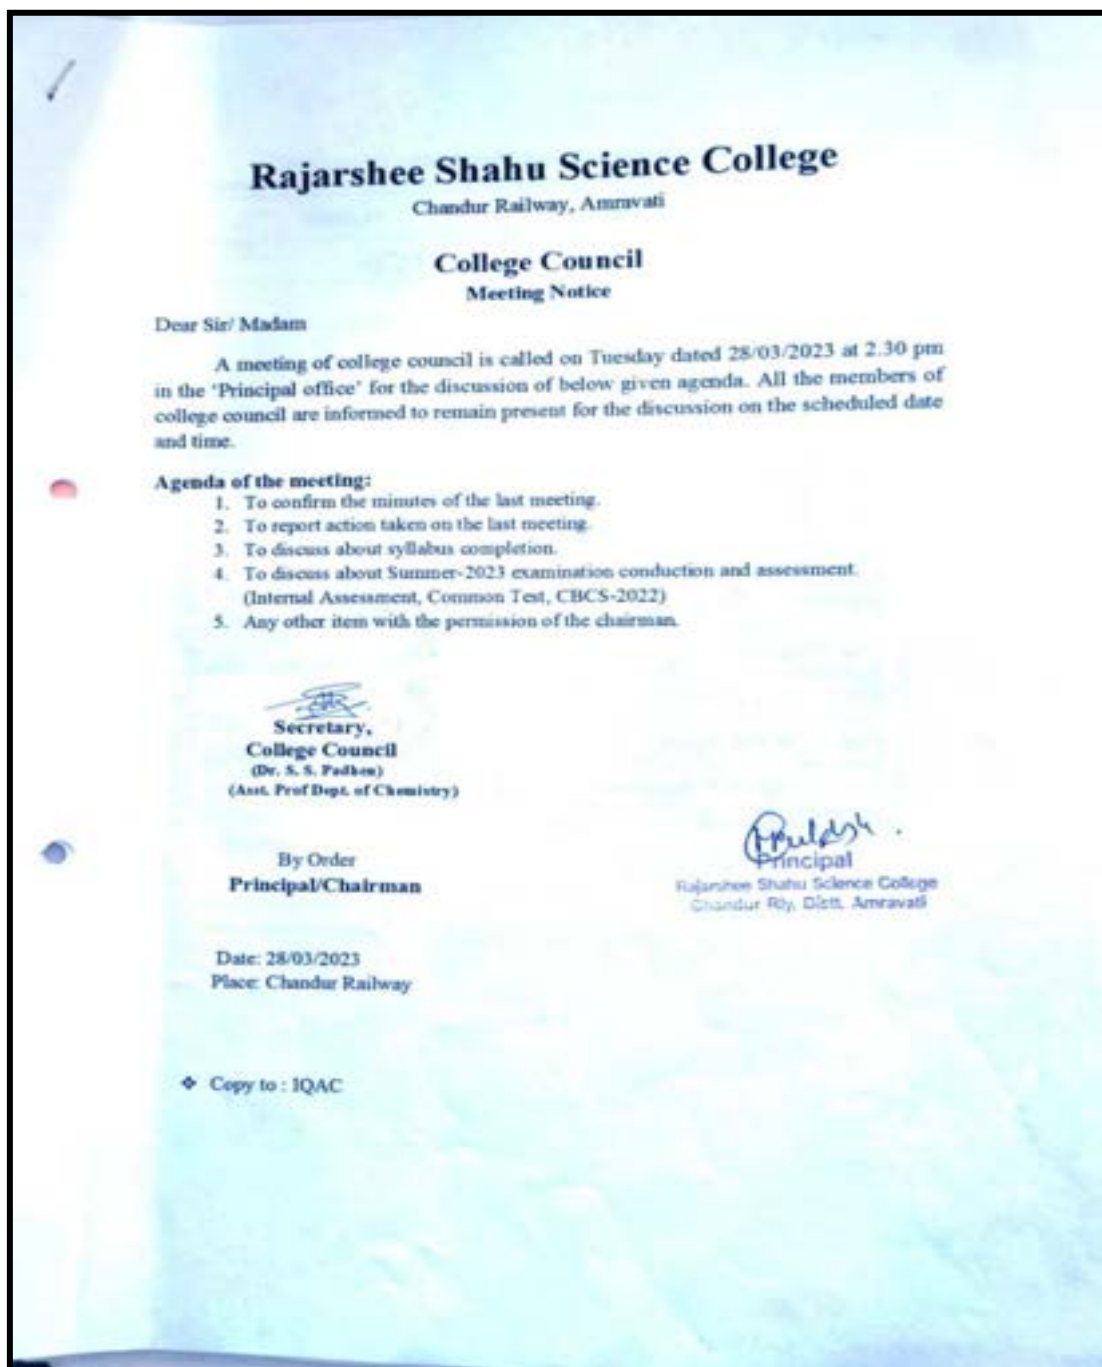 Rajarshee Shahu Science College
Chandur Railway, Amravati
College Council
Meeting Notice
Dear Sir/ Madam
A meeting of college council is called on Tuesday dated 28/03/2023 at 2.30 pm
in the 'Principal office' for the discussion of below given agenda. All the members of
college council are informed to remain present for the discussion on the scheduled date
and time.
Agenda of the meeting:
1. To confirm the minutes of the last meeting.
2. To report action taken on the last meeting.
3. To discuss about syllabus completion.
4. To discuss about Summer-2023 examination conduction and assessment.
(Internal Assessment, Common Test, CBCS-2022)
5. Any other item with the permission of the chairman.
Secretary,
College Council
(Dr. S. S. Padhen)
(Asst. Prof Dept. of Chemistry)
Principal
Rajarshee Shahu Science College
Chandur Rly, Distt. Amravati
By Order
Principal/Chairman
Date: 28/03/2023
Place: Chandur Railway
❖ Copy to : IQAC